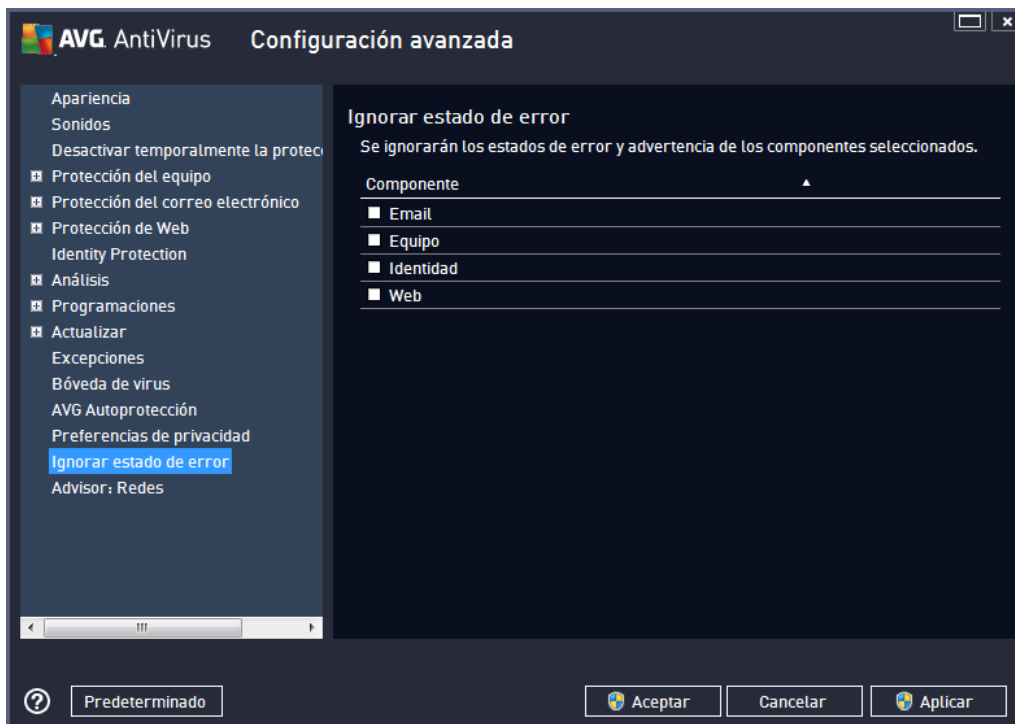 AVG AntiVirus Configuración avanzada
Apariencia
Sonidos
Desactivar temporalmente la protec
Protección del equipo
Protección del correo electrónico
Protección de Web
Identity Protection
Análisis
Programaciones
Actualizar
Excepciones
Bóveda de virus
AVG Autoprotección
Preferencias de privacidad
Ignorar estado de error
Advisor: Redes
Ignorar estado de error
Se ignorarán los estados de error y advertencia de los componentes seleccionados.
Componente
Email
Equipo
Identidad
Web
? Predeterminado Aceptar Cancelar Aplicar